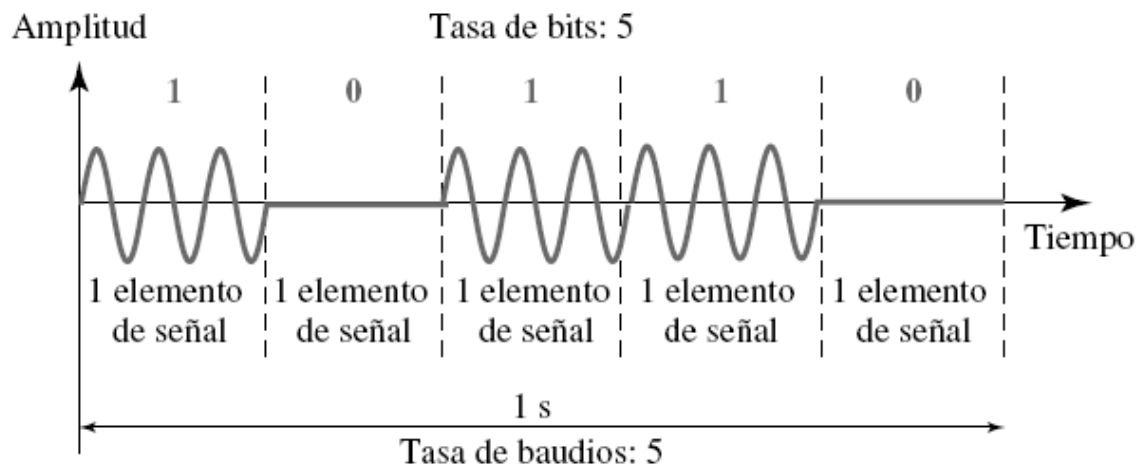 Amplitud
Tasa de bits: 5
1 0 1 1 0
Tiempo
1 elemento 1 elemento 1 elemento 1 elemento 1 elemento
de señal de señal de señal de señal de señal
1 s
Tasa de baudios: 5